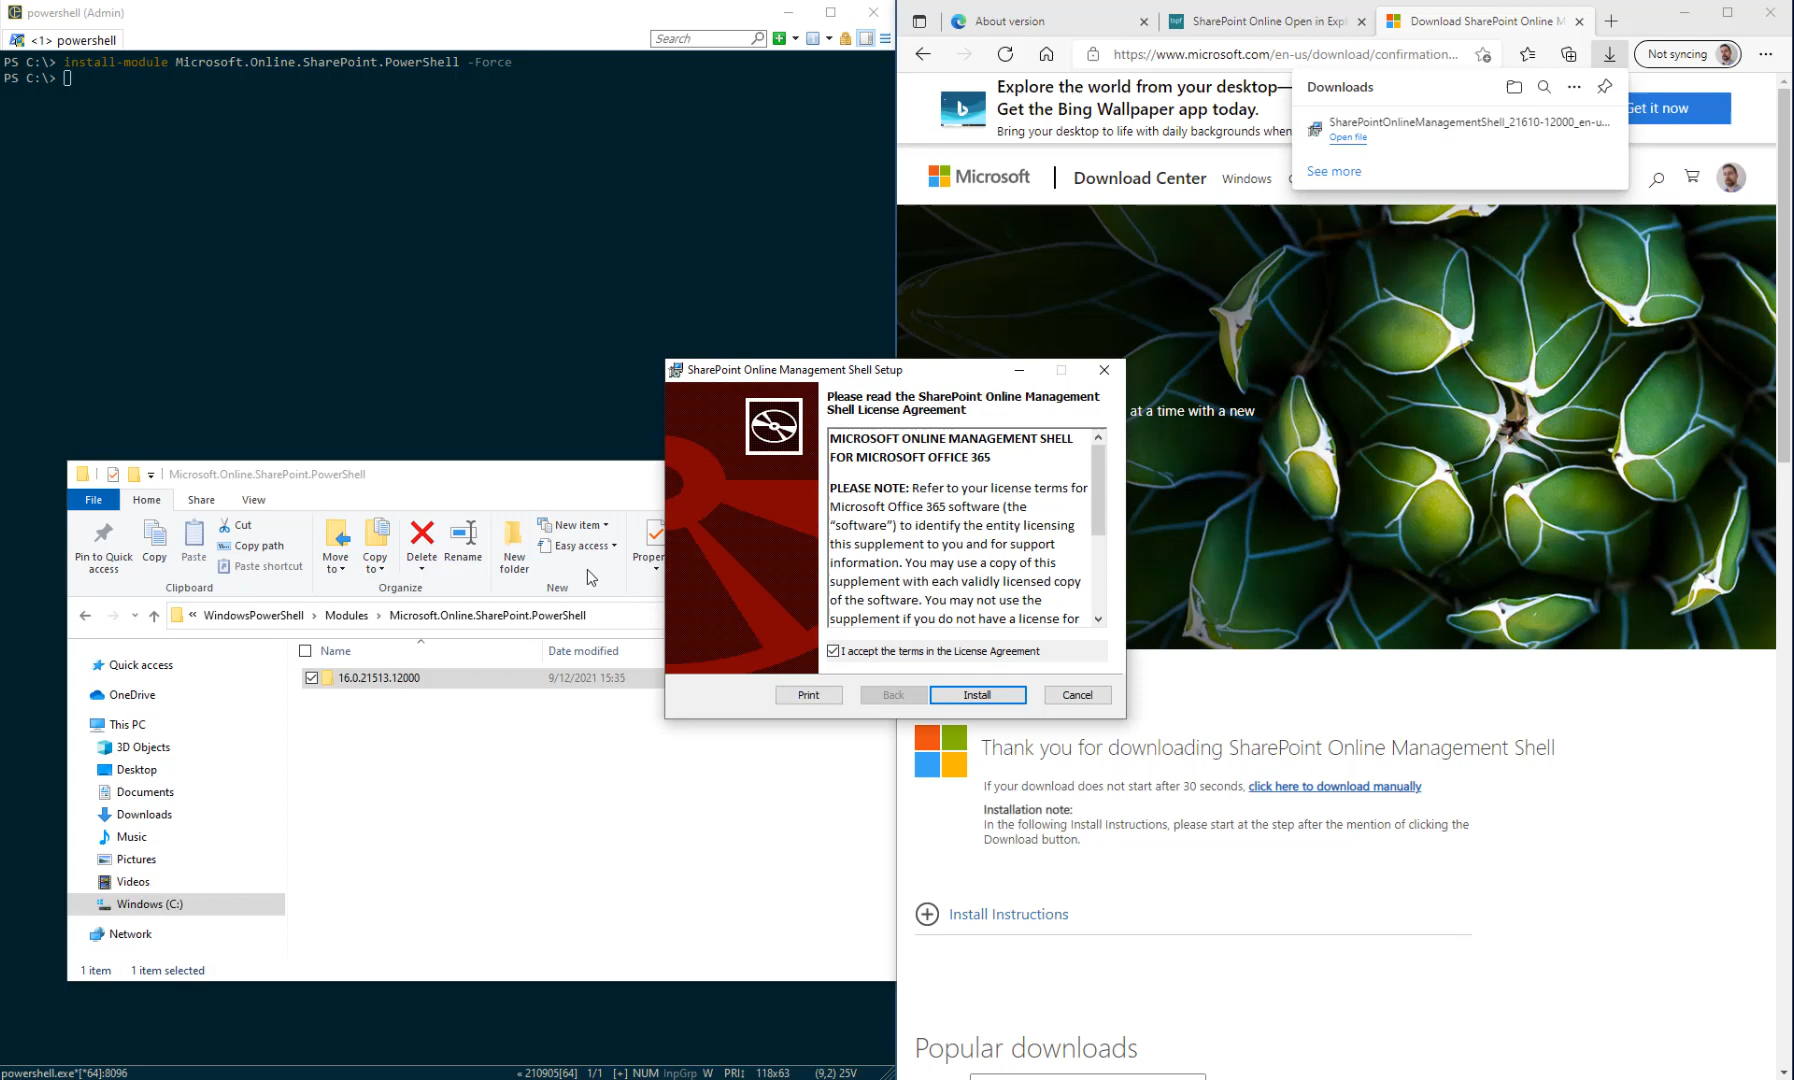 powershell (Admin)
<1> powershell
Search
PS C:\> install-module Microsoft.Online.SharePoint.PowerShell -Force
PS C:\>
Microsoft.Online.SharePoint.PowerShell
File
Home
Share
View
Pin to Quick
access
Copy
Paste
Cut
Copy path
Paste shortcut
Clipboard
Move
to
Copy
to
Delete
Rename
Organize
New
folder
New item
Easy access
New
Proper
« WindowsPowerShell > Modules > Microsoft.Online.SharePoint.PowerShell
Quick access
OneDrive
This PC
3D Objects
Desktop
Documents
Downloads
Music
Pictures
Videos
Windows (C:)
Network
Name
Date modified
16.0.21513.12000
9/12/2021 15:35
1 item
1 item selected
powershell.exe*[*64]:8096
« 210905[64] 1/1 [+] NUM InpGrp W PRI↕ 118x63 (9,2) 25V
SharePoint Online Management Shell Setup
Please read the SharePoint Online Management
Shell License Agreement
MICROSOFT ONLINE MANAGEMENT SHELL
FOR MICROSOFT OFFICE 365
PLEASE NOTE: Refer to your license terms for
Microsoft Office 365 software (the
“software”) to identify the entity licensing
this supplement to you and for support
information. You may use a copy of this
supplement with each validly licensed copy
of the software. You may not use the
supplement if you do not have a license for
I accept the terms in the License Agreement
Print
Back
Install
Cancel
About version
SharePoint Online Open in Expl
Download SharePoint Online M
https://www.microsoft.com/en-us/download/confirmation...
Not syncing
Explore the world from your desktop—
Get the Bing Wallpaper app today.
Bring your desktop to life with daily backgrounds when
Get it now
Downloads
SharePointOnlineManagementShell_21610-12000_en-u...
Open file
See more
Microsoft
Download Center
Windows
at a time with a new
Thank you for downloading SharePoint Online Management Shell
If your download does not start after 30 seconds, click here to download manually
Installation note:
In the following Install Instructions, please start at the step after the mention of clicking the
Download button.
Install Instructions
Popular downloads